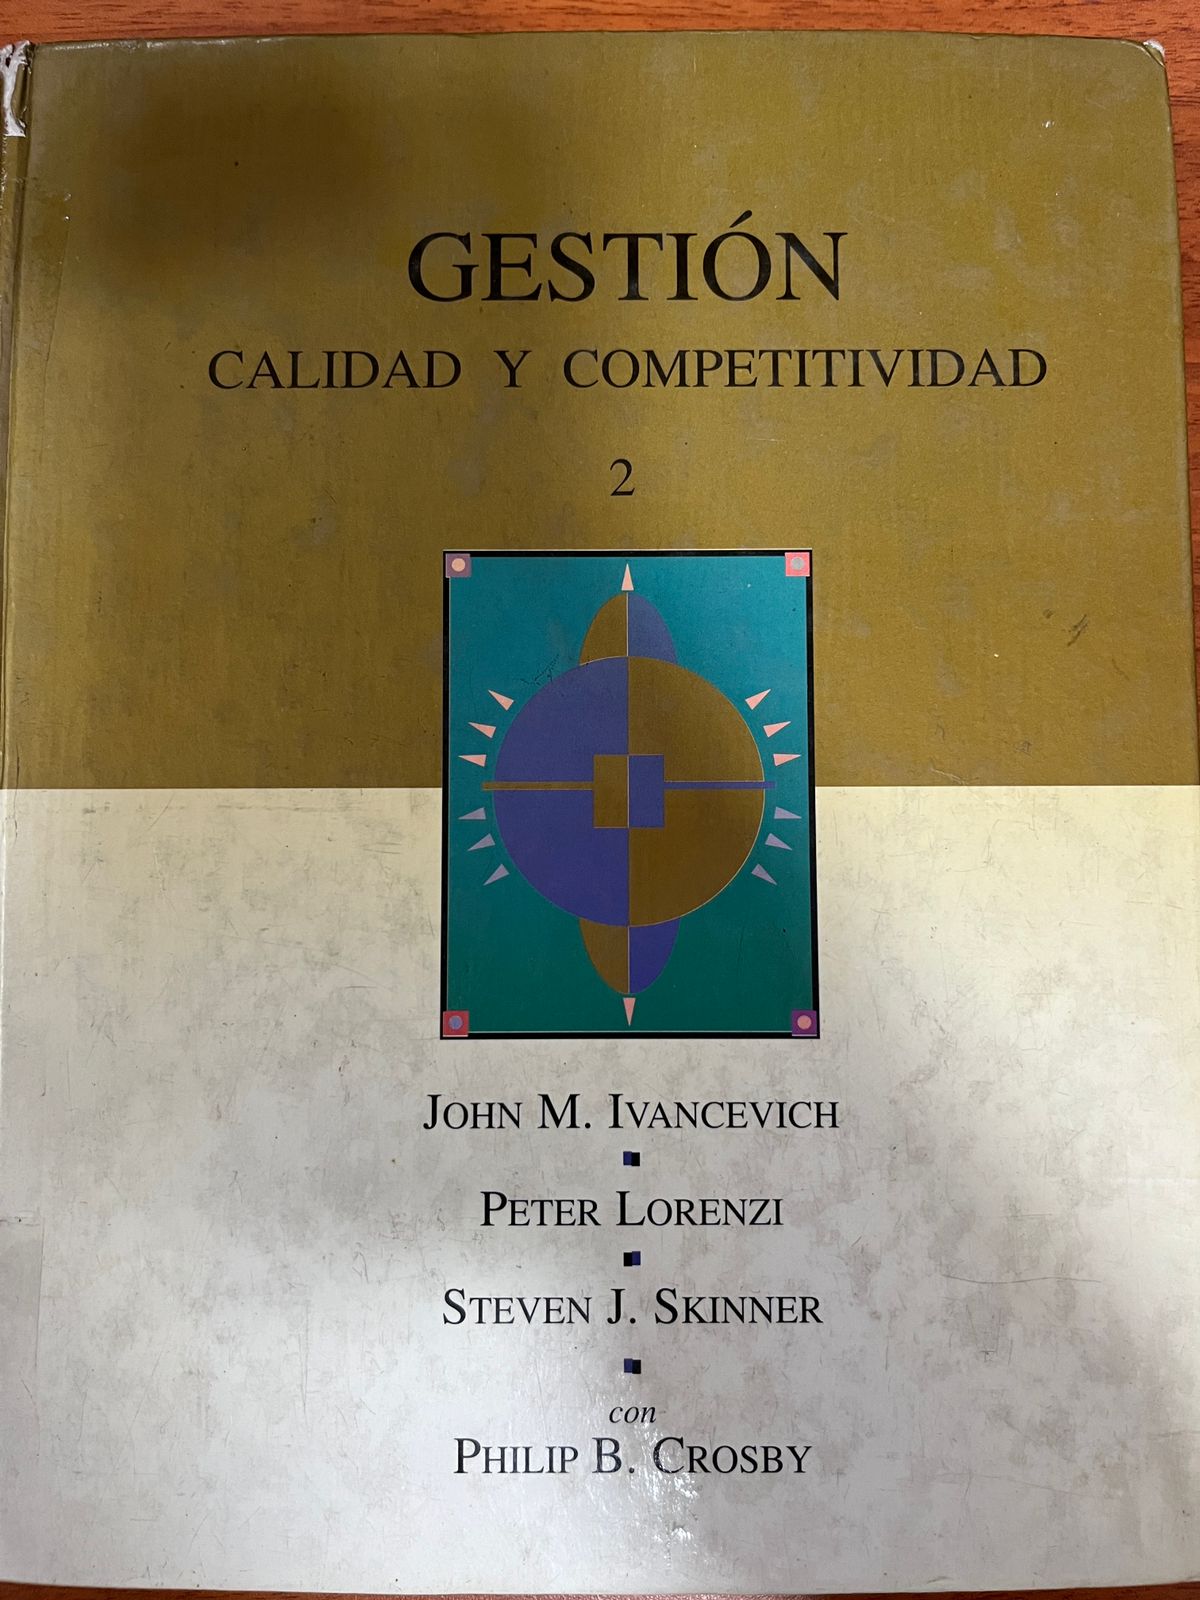 GESTIÓN
CALIDAD Y COMPETITIVIDAD
2
JOHN M. IVANCEVICH
PETER LORENZI
STEVEN J. SKINNER
con
PHILIP B. CROSBY